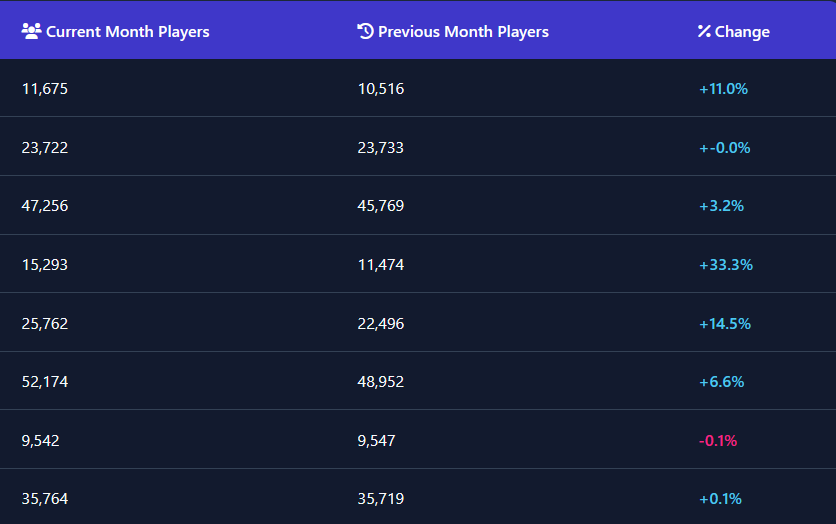 Current Month Players Previous Month Players Change
11,675 10,516 +11.0%
23,722 23,733 +-0.0%
47,256 45,769 +3.2%
15,293 11,474 +33.3%
25,762 22,496 +14.5%
52,174 48,952 +6.6%
9,542 9,547 -0.1%
35,764 35,719 +0.1%